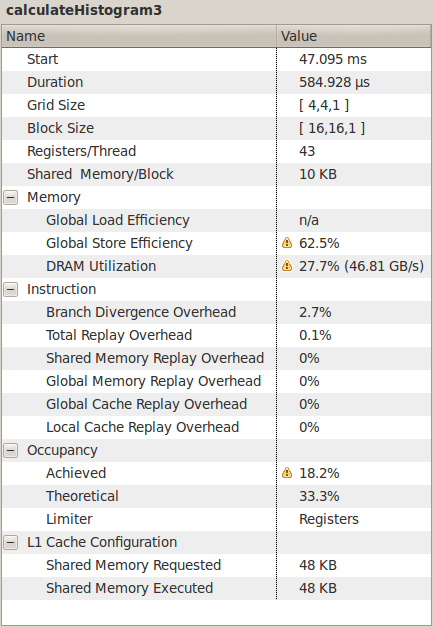 calculateHistogram3
Name Value
Start 47.095 ms
Duration 584.928 µs
Grid Size [ 4,4,1 ]
Block Size [ 16,16,1 ]
Registers/Thread 43
Shared Memory/Block 10 KB
Memory
Global Load Efficiency n/a
Global Store Efficiency 62.5%
DRAM Utilization 27.7% (46.81 GB/s)
Instruction
Branch Divergence Overhead 2.7%
Total Replay Overhead 0.1%
Shared Memory Replay Overhead 0%
Global Memory Replay Overhead 0%
Global Cache Replay Overhead 0%
Local Cache Replay Overhead 0%
Occupancy
Achieved 18.2%
Theoretical 33.3%
Limiter Registers
L1 Cache Configuration
Shared Memory Requested 48 KB
Shared Memory Executed 48 KB